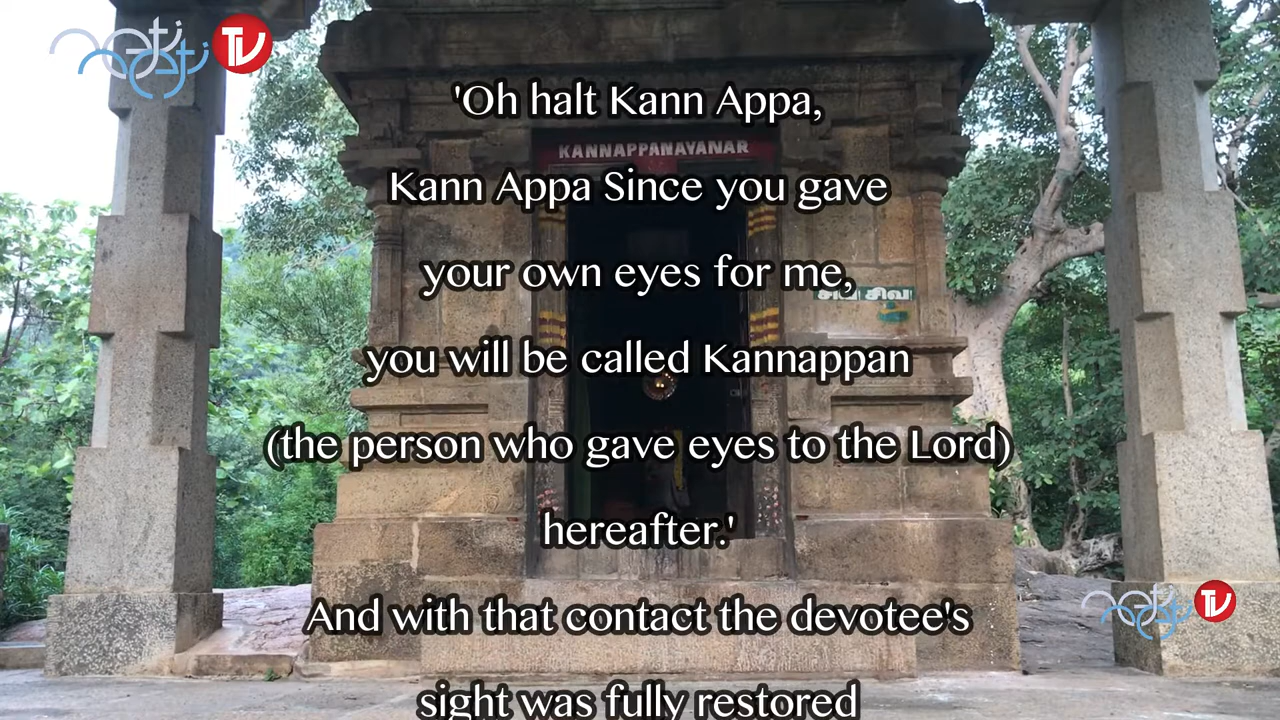 TV
'Oh halt Kann Appa,
KANNAPPANAYANAR
Kann Appa Since you gave
your own eyes for me,
சிவ சிவ
you will be called Kannappan
(the person who gave eyes to the Lord)
hereafter.'
And with that contact the devotee's
TV
sight was fully restored